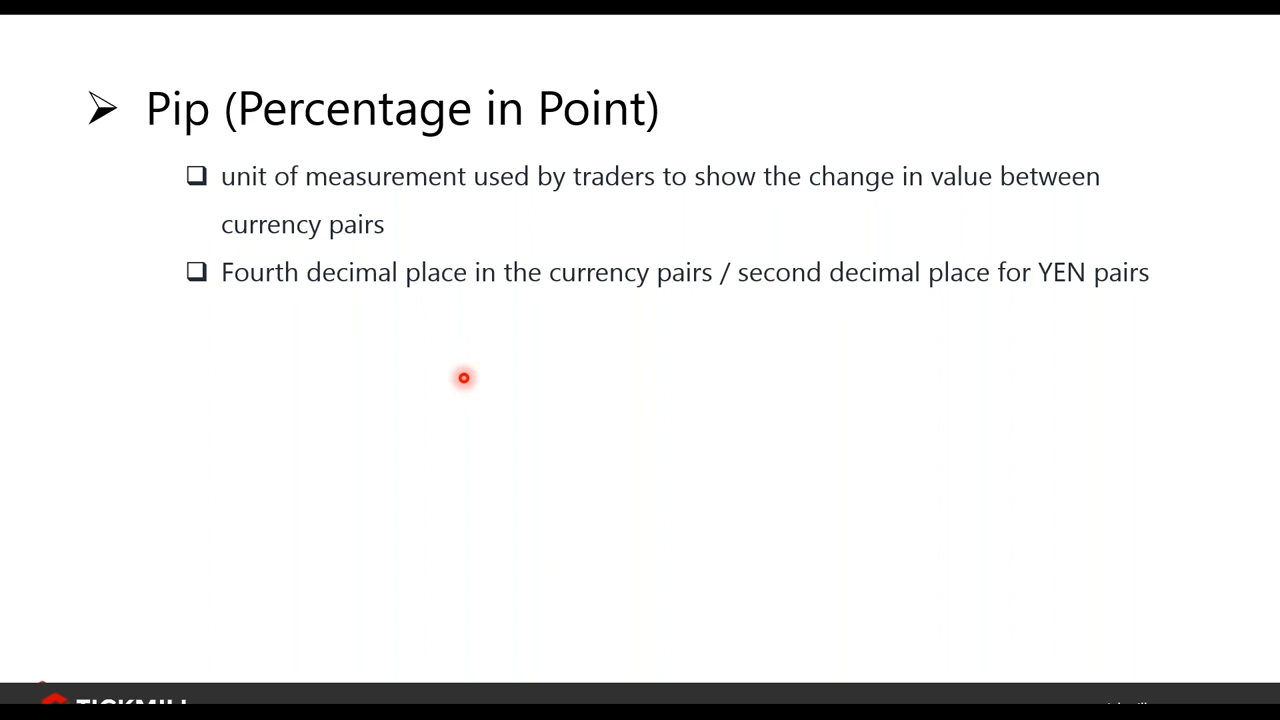 Pip (Percentage in Point)
unit of measurement used by traders to show the change in value between
currency pairs
Fourth decimal place in the currency pairs / second decimal place for YEN pairs
TICKMILL